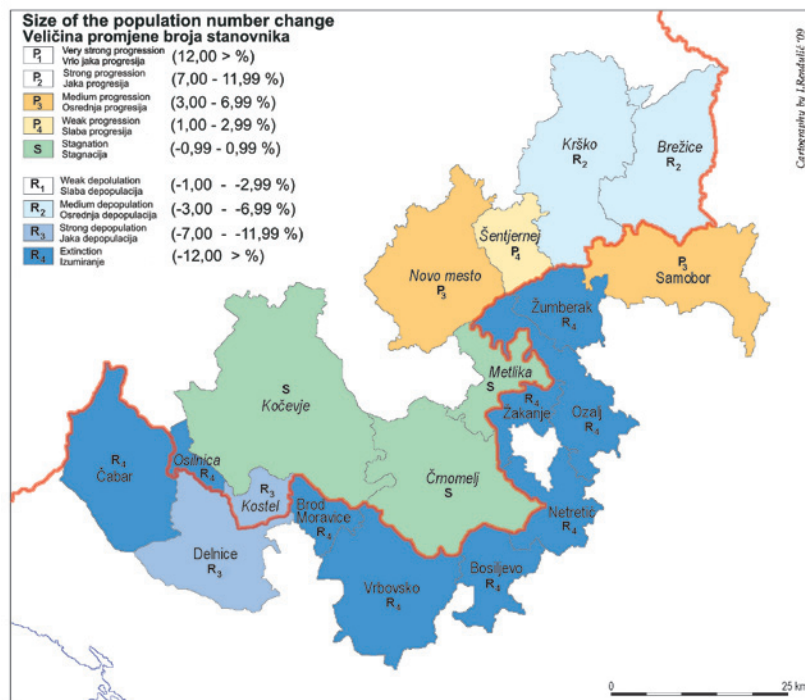 Size of the population number change
Veličina promjene broja stanovnika
P1 Very strong progression (12,00 > %)
Vrlo jaka progresija
P2 Strong progression (7,00 - 11,99 %)
Jaka progresija
P3 Medium progression (3,00 - 6,99 %)
Osrednja progresija
P4 Weak progression (1,00 - 2,99 %)
Slaba progresija
S Stagnation (-0,99 - 0,99 %)
Stagnacija
R1 Weak depolulation (-1,00 - -2,99 %)
Slaba depopulacija
R2 Medium depopulation (-3,00 - -6,99 %)
Osrednja depopulacija
R3 Strong depopulation (-7,00 - -11,99 %)
Jaka depopulacija
R4 Extinction (-12,00 > %)
Izumiranje
Cartography by I.Rendulić '09
Krško
R2
Brežice
R2
Šentjernej
P4
Novo mesto
P3
P3
Samobor
Žumberak
R4
Metlika
S
R4
Žakanje
Ozalj
R4
S
Kočevje
Osilnica
R4
R4
Čabar
R3
Kostel
Črnomelj
S
Brod
Moravice
R4
Netretić
R4
Delnice
R3
Bosiljevo
R4
Vrbovsko
R4
0 25 km